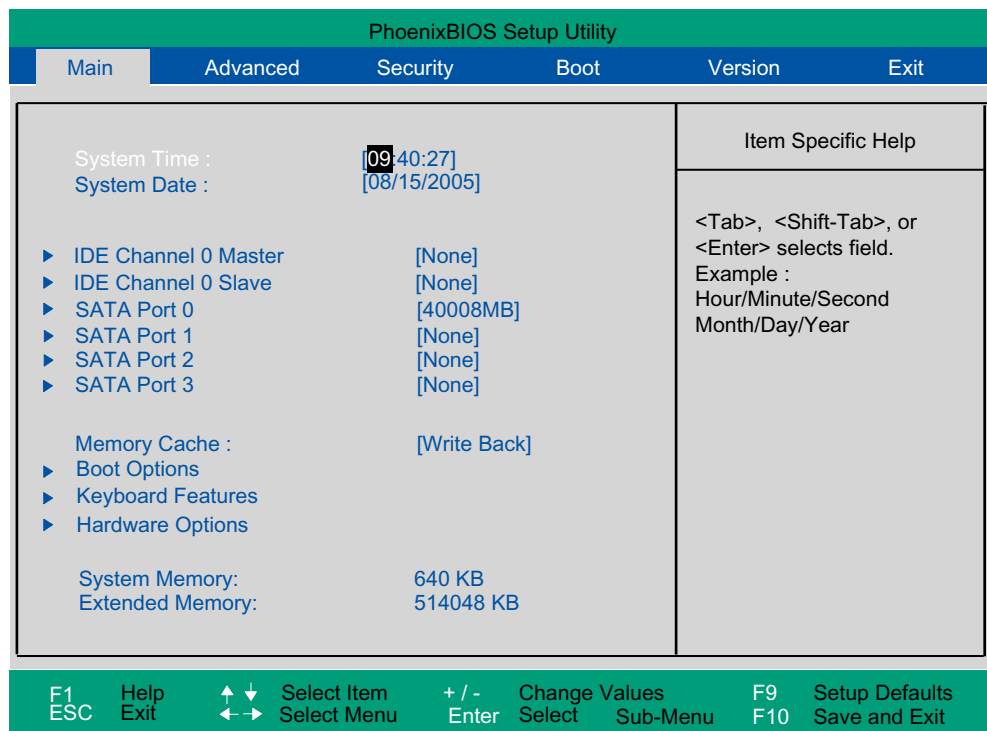 PhoenixBIOS Setup Utility
Main Advanced Security Boot Version Exit
System Time : [09:40:27]
System Date : [08/15/2005]
IDE Channel 0 Master [None]
IDE Channel 0 Slave [None]
SATA Port 0 [40008MB]
SATA Port 1 [None]
SATA Port 2 [None]
SATA Port 3 [None]
Memory Cache : [Write Back]
Boot Options
Keyboard Features
Hardware Options
System Memory: 640 KB
Extended Memory: 514048 KB
Item Specific Help
<Tab>, <Shift-Tab>, or
<Enter> selects field.
Example :
Hour/Minute/Second
Month/Day/Year
F1 Help Select Item + / - Change Values F9 Setup Defaults
ESC Exit Select Menu Enter Select Sub-Menu F10 Save and Exit